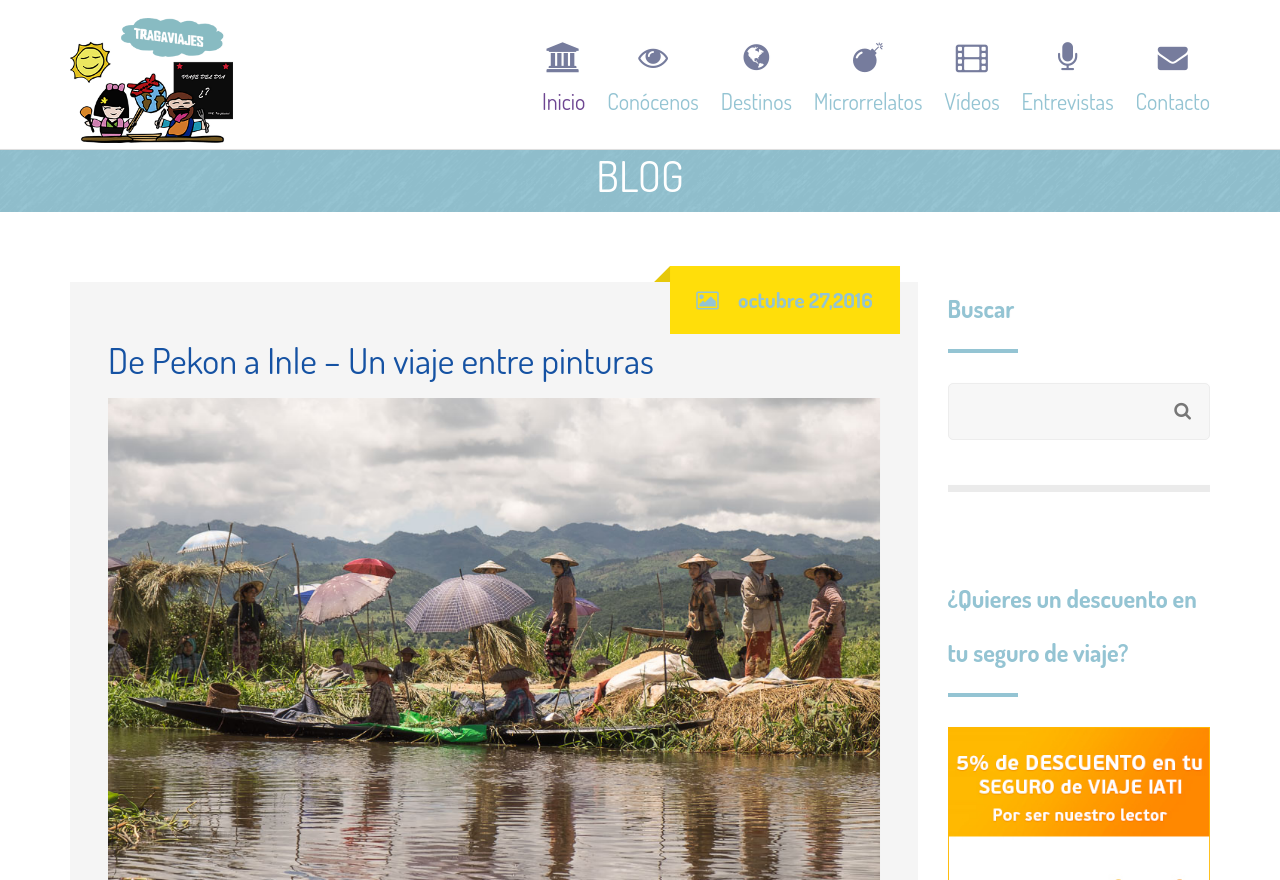 TRAGAVIAJES
VIAJE DEL DIA
¿?
Inicio
Conócenos
Destinos
Microrrelatos
Vídeos
Entrevistas
Contacto
BLOG
octubre 27,2016
De Pekon a Inle – Un viaje entre pinturas
Buscar
¿Quieres un descuento en
tu seguro de viaje?
5% de DESCUENTO en tu
SEGURO de VIAJE IATI
Por ser nuestro lector